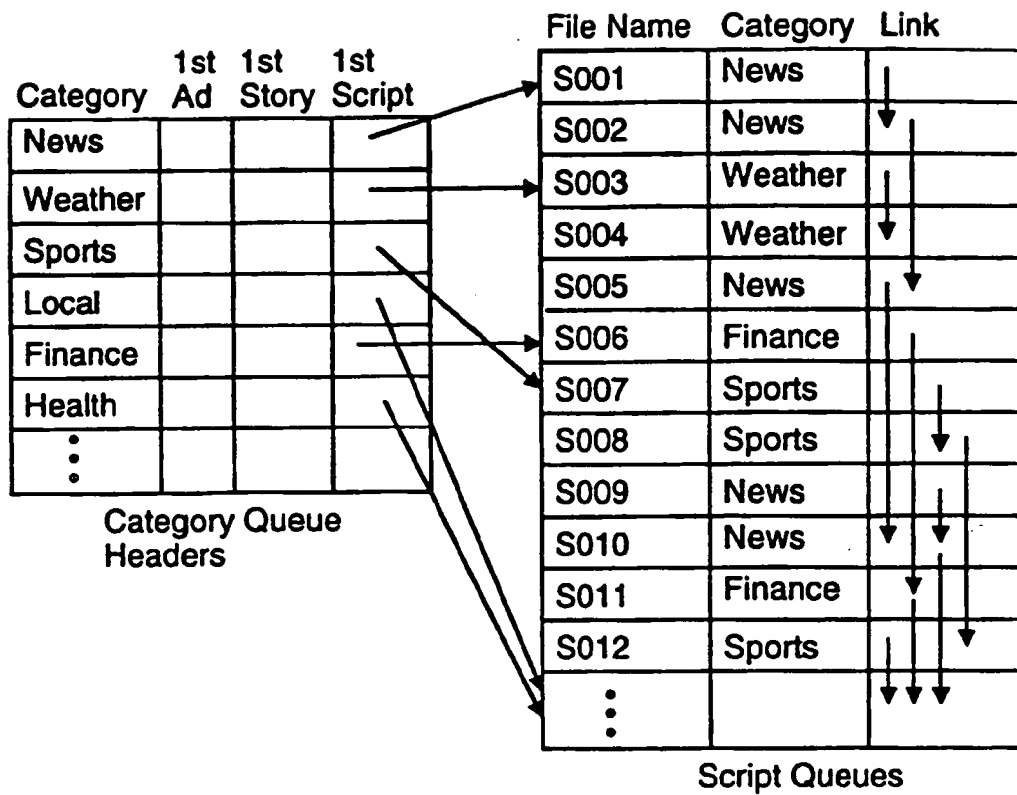 Category 1st Ad 1st Story 1st Script
News
Weather
Sports
Local
Finance
Health
Category Queue
Headers
File Name Category Link
S001 News
S002 News
S003 Weather
S004 Weather
S005 News
S006 Finance
S007 Sports
S008 Sports
S009 News
S010 News
S011 Finance
S012 Sports
Script Queues